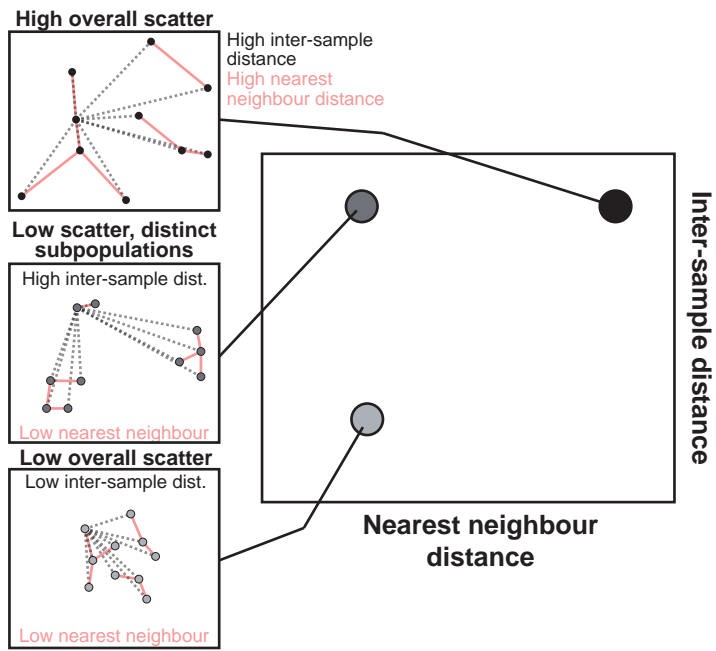 High overall scatter
High inter-sample
distance
High nearest
neighbour distance
Low scatter, distinct
subpopulations
High inter-sample dist.
Low nearest neighbour
Low overall scatter
Low inter-sample dist.
Low nearest neighbour
Inter-sample distance
Nearest neighbour
distance